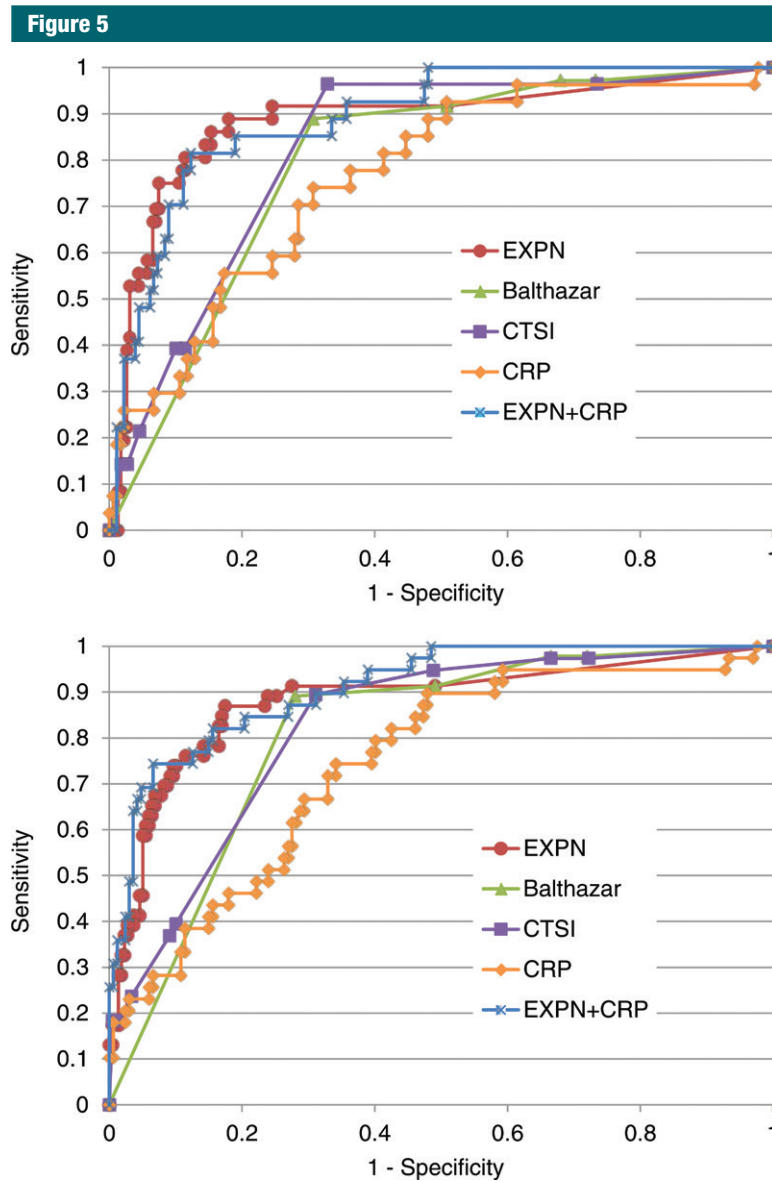 Figure 5
1
0.9
0.8
0.7
0.6
0.5
0.4
0.3
0.2
0.1
0
Sensitivity
EXPN
Balthazar
CTSI
CRP
EXPN+CRP
0 0.2 0.4 0.6 0.8 1
1 - Specificity
1
0.9
0.8
0.7
0.6
0.5
0.4
0.3
0.2
0.1
0
Sensitivity
EXPN
Balthazar
CTSI
CRP
EXPN+CRP
0 0.2 0.4 0.6 0.8 1
1 - Specificity